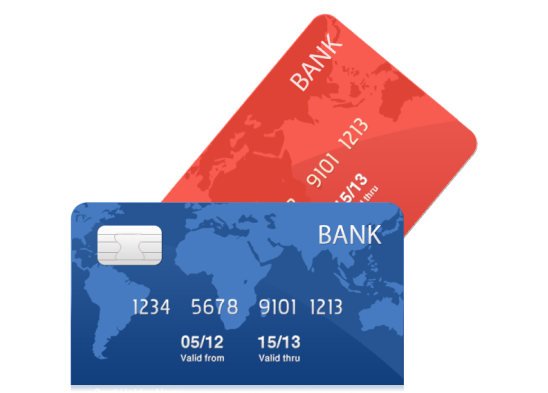 BANK
9101 1213
15/13
thru
BANK
1234 5678 9101 1213
05/12 15/13
Valid from Valid thru